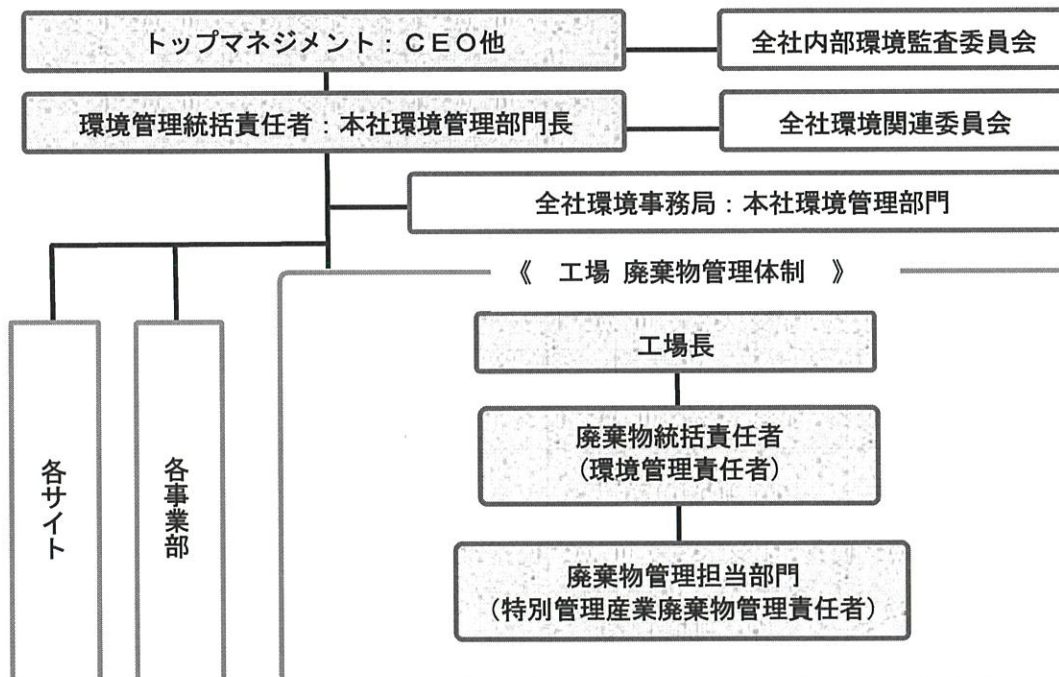 トップマネジメント：ＣＥＯ他
全社内部環境監査委員会
環境管理統括責任者：本社環境管理部門長
全社環境関連委員会
全社環境事務局：本社環境管理部門
《　工場 廃棄物管理体制　》
工場長
廃棄物統括責任者
（環境管理責任者）
廃棄物管理担当部門
（特別管理産業廃棄物管理責任者）
各サイト
各事業部